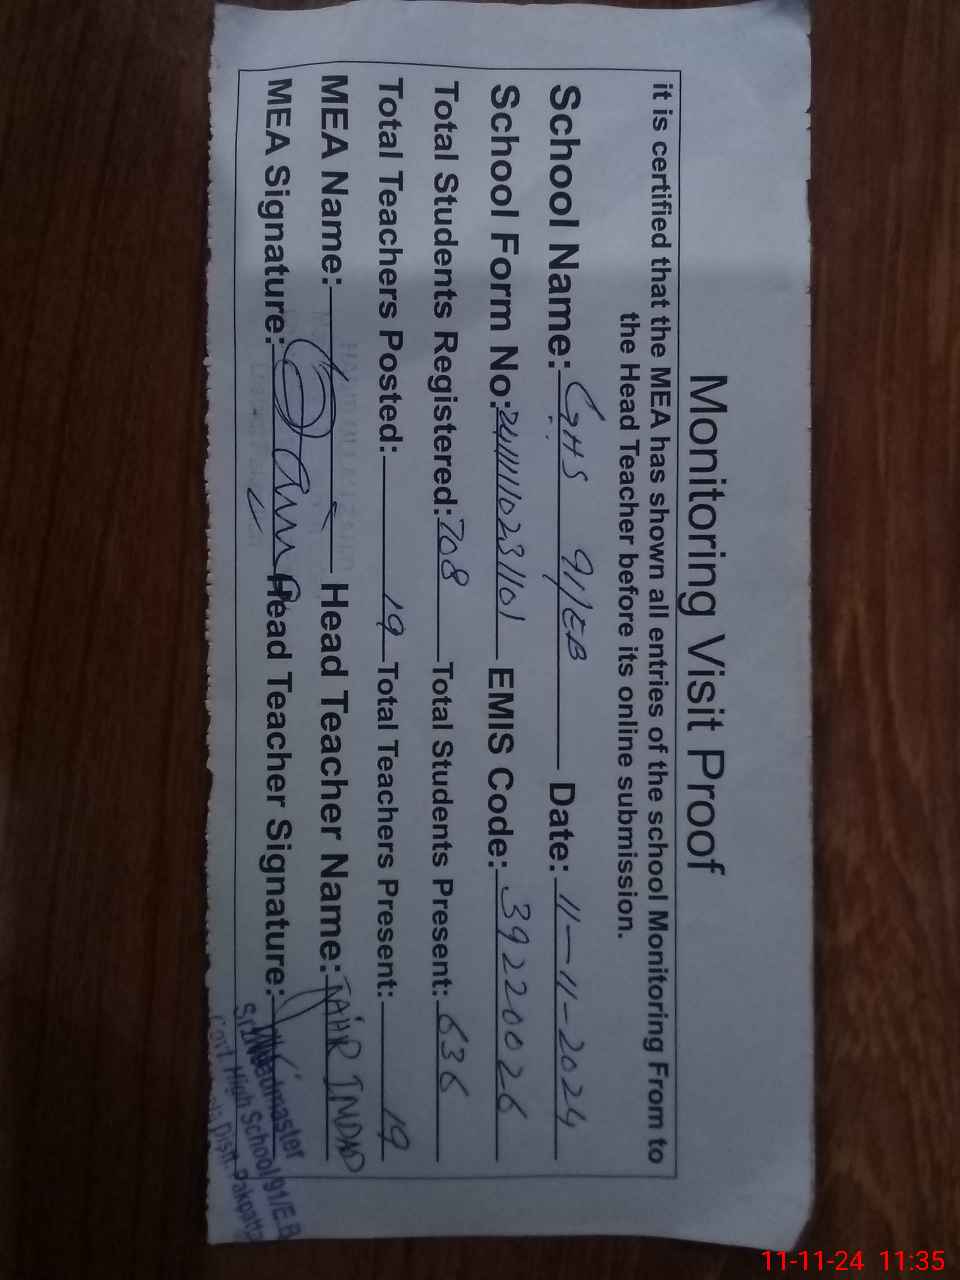 Monitoring Visit Proof
it is certified that the MEA has shown all entries of the school Monitoring From to
the Head Teacher before its online submission.
School Name: GHS 91/EB Date: 11-11-2024
School Form No: EMIS Code: 39220026
Total Students Registered: 708 Total Students Present: 636
Total Teachers Posted: 19 Total Teachers Present: 19
MEA Name: Head Teacher Name: TAHIR IMDAD
MEA Signature: Head Teacher Signature:
Sr. Headmaster
Govt. High School 91/E.B
Distt. Pakpattan
11-11-24 11:35